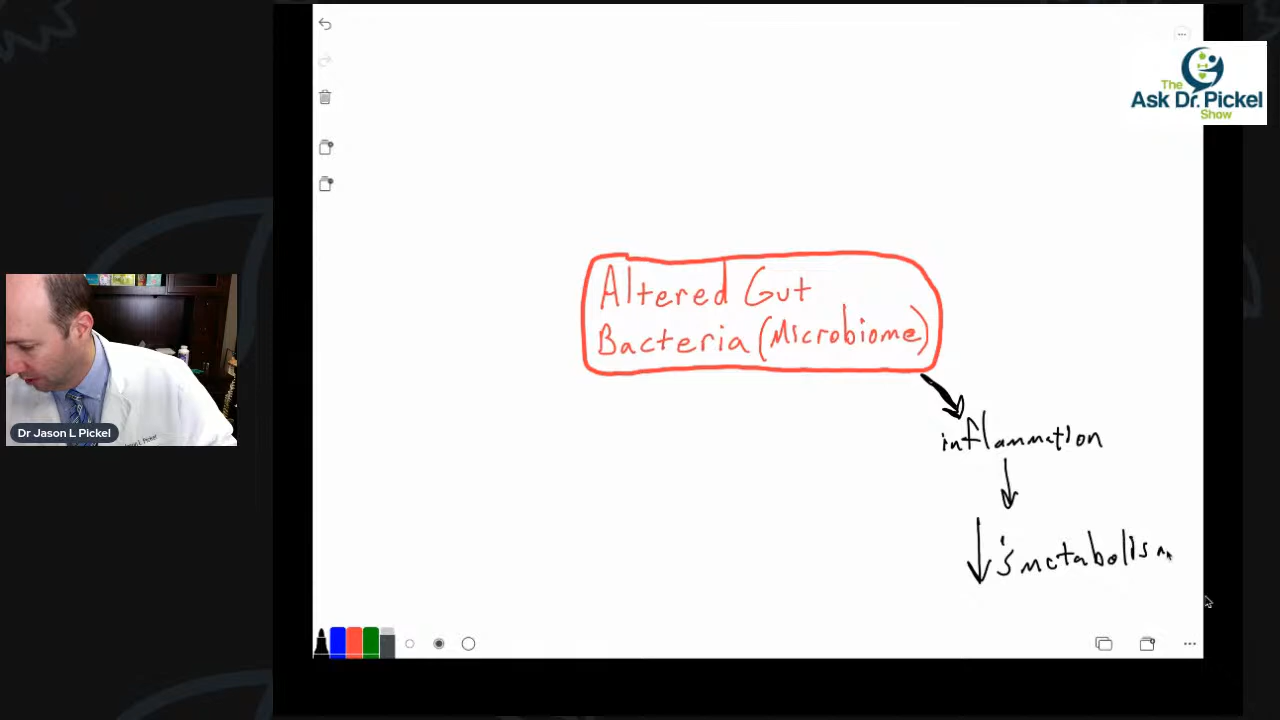 The
Ask Dr. Pickel
Show
Altered Gut
Bacteria (Microbiome)
inflammation
↓'s metabolism
Dr Jason L Pickel